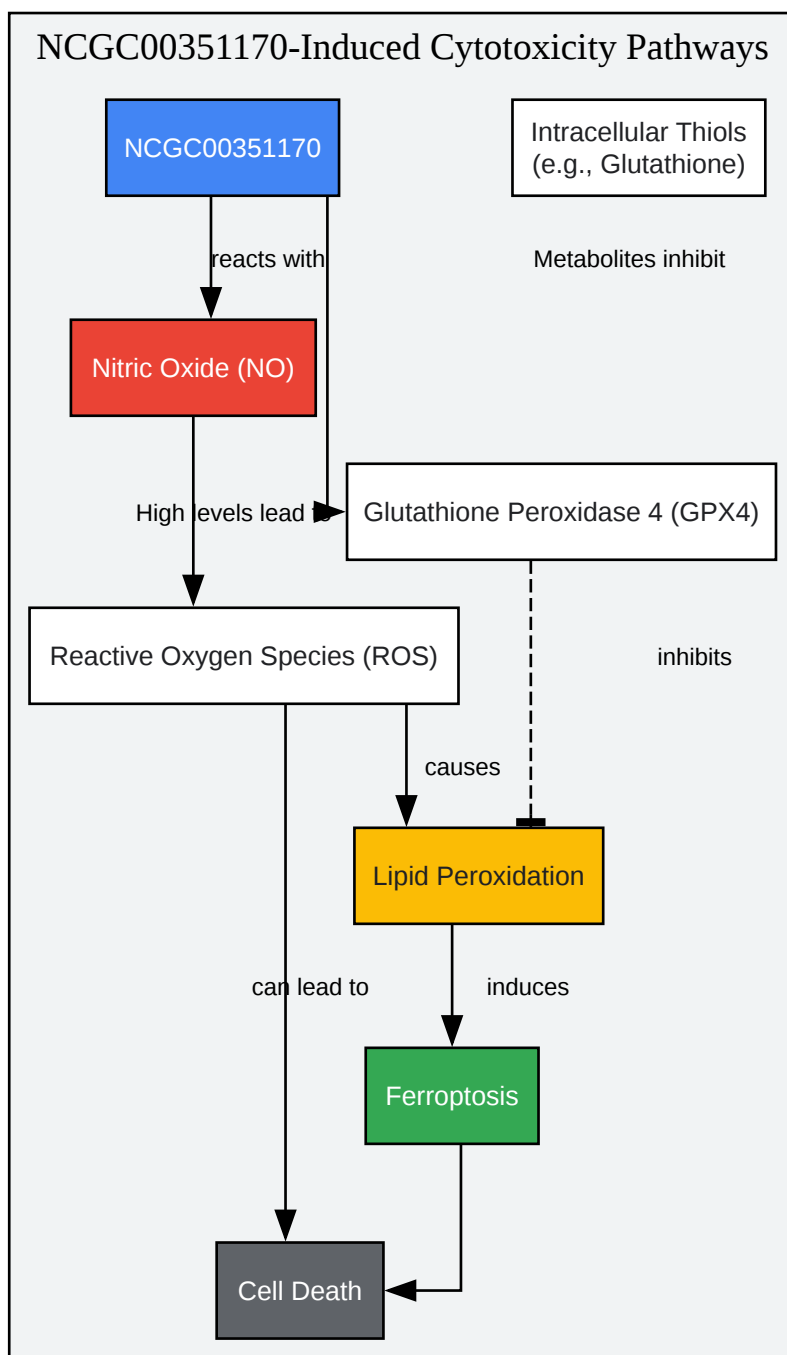 NCGC00351170-Induced Cytotoxicity Pathways
NCGC00351170
Intracellular Thiols
(e.g., Glutathione)
reacts with
Metabolites inhibit
Nitric Oxide (NO)
High levels lead to
Glutathione Peroxidase 4 (GPX4)
Reactive Oxygen Species (ROS)
inhibits
causes
Lipid Peroxidation
can lead to
induces
Ferroptosis
Cell Death